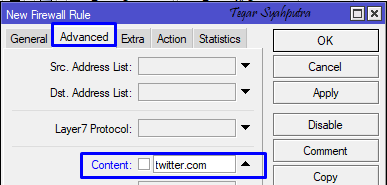 New Firewall Rule
Teqar Syahputra
General Advanced Extra Action Statistics
OK
Src. Address List:
Cancel
Dst. Address List:
Apply
Layer7 Protocol:
Disable
Comment
Content: twitter.com
Copy